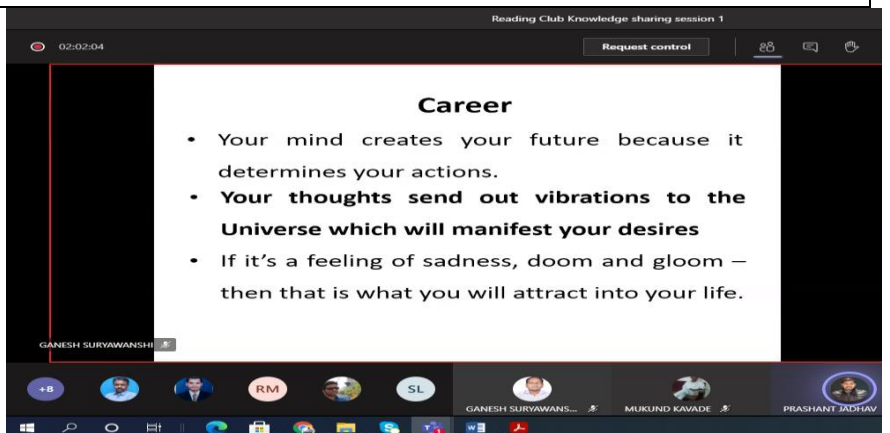 Reading Club Knowledge sharing session 1
02:02:04
Request control
Career
• Your mind creates your future because it
determines your actions.
• Your thoughts send out vibrations to the
Universe which will manifest your desires
• If it's a feeling of sadness, doom and gloom –
then that is what you will attract into your life.
GANESH SURYAWANSHI
+8
RM
SL
GANESH SURYAWANS...
MUKUND KAVADE
PRASHANT JADHAV